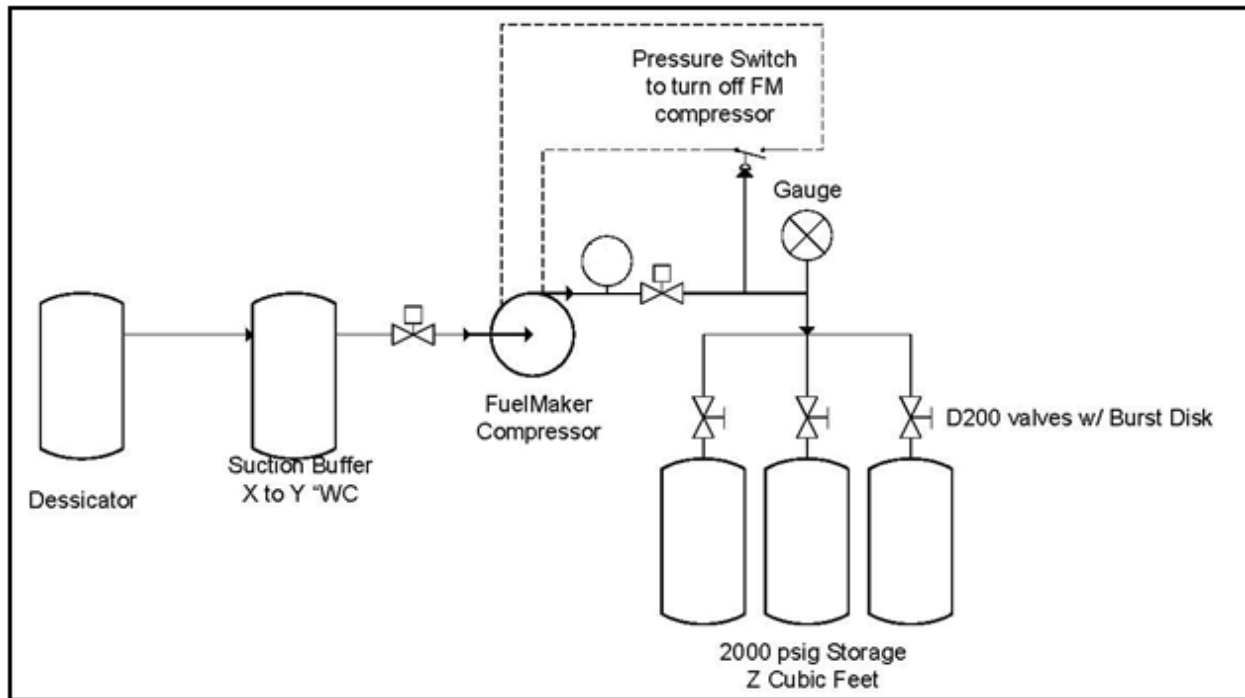 Pressure Switch
to turn off FM
compressor
Gauge
FuelMaker
Compressor
D200 valves w/ Burst Disk
Suction Buffer
X to Y “WC
Dessicator
2000 psig Storage
Z Cubic Feet